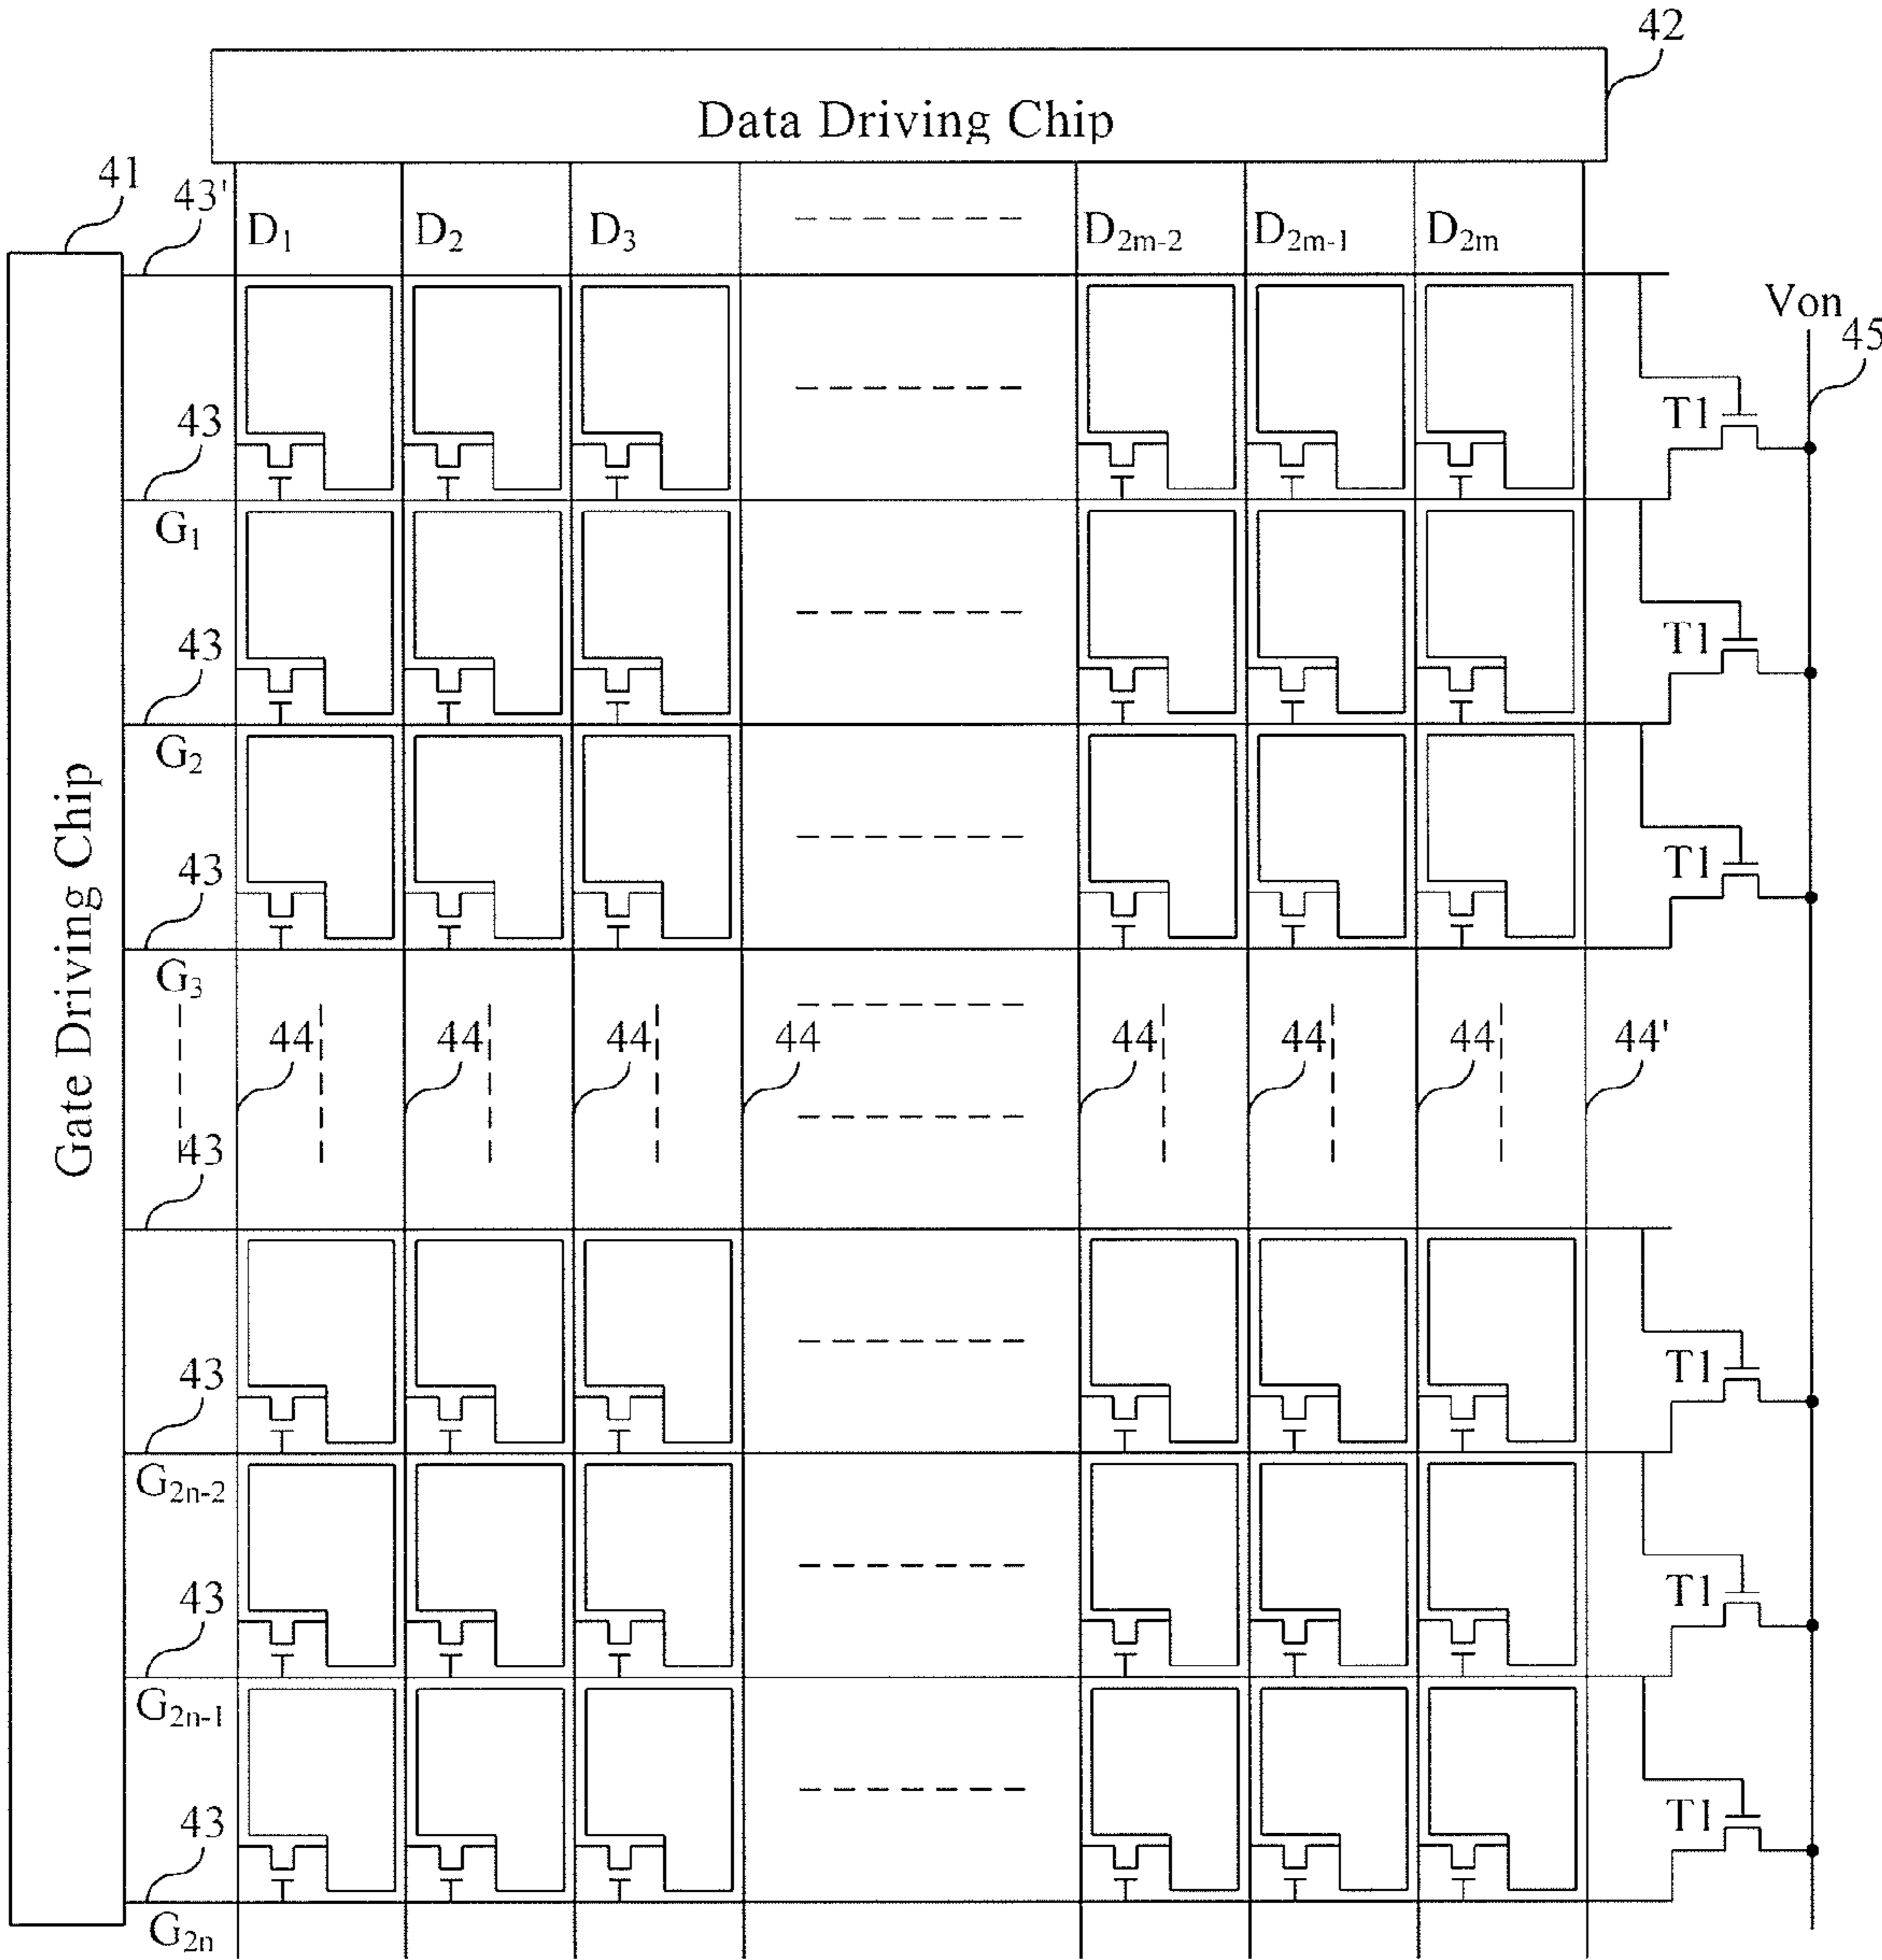 42
Data Driving Chip
41
43'
D1 D2 D3 D2m-2 D2m-1 D2m
Von
45
T1
43
G1
T1
43
G2
T1
43
G3
Gate Driving Chip
44 44 44 44 44 44 44 44'
43
T1
43
G2n-2
T1
43
G2n-1
T1
43
G2n